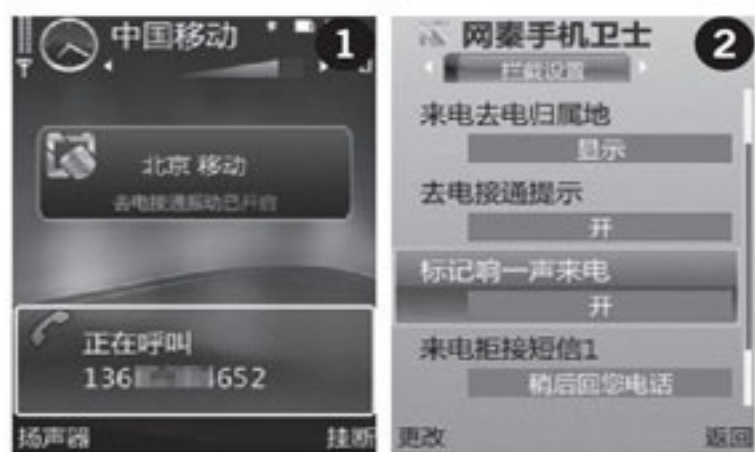 中国移动
1
北京 移动
去电接通振动已开启
正在呼叫
136 652
扬声器 挂断
网秦手机卫士
2
拦截设置
来电去电归属地
显示
去电接通提示
开
标记响一声来电
开
来电拒接短信1
稍后回您电话
更改 返回